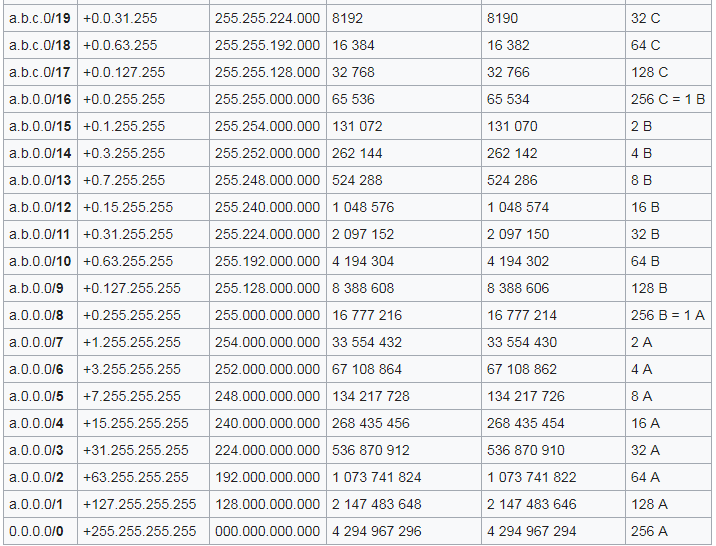 a.b.c.0/19 +0.0.31.255 255.255.224.000 8192 8190 32 C
a.b.c.0/18 +0.0.63.255 255.255.192.000 16 384 16 382 64 C
a.b.c.0/17 +0.0.127.255 255.255.128.000 32 768 32 766 128 C
a.b.0.0/16 +0.0.255.255 255.255.000.000 65 536 65 534 256 C = 1 B
a.b.0.0/15 +0.1.255.255 255.254.000.000 131 072 131 070 2 B
a.b.0.0/14 +0.3.255.255 255.252.000.000 262 144 262 142 4 B
a.b.0.0/13 +0.7.255.255 255.248.000.000 524 288 524 286 8 B
a.b.0.0/12 +0.15.255.255 255.240.000.000 1 048 576 1 048 574 16 B
a.b.0.0/11 +0.31.255.255 255.224.000.000 2 097 152 2 097 150 32 B
a.b.0.0/10 +0.63.255.255 255.192.000.000 4 194 304 4 194 302 64 B
a.b.0.0/9 +0.127.255.255 255.128.000.000 8 388 608 8 388 606 128 B
a.0.0.0/8 +0.255.255.255 255.000.000.000 16 777 216 16 777 214 256 B = 1 A
a.0.0.0/7 +1.255.255.255 254.000.000.000 33 554 432 33 554 430 2 A
a.0.0.0/6 +3.255.255.255 252.000.000.000 67 108 864 67 108 862 4 A
a.0.0.0/5 +7.255.255.255 248.000.000.000 134 217 728 134 217 726 8 A
a.0.0.0/4 +15.255.255.255 240.000.000.000 268 435 456 268 435 454 16 A
a.0.0.0/3 +31.255.255.255 224.000.000.000 536 870 912 536 870 910 32 A
a.0.0.0/2 +63.255.255.255 192.000.000.000 1 073 741 824 1 073 741 822 64 A
a.0.0.0/1 +127.255.255.255 128.000.000.000 2 147 483 648 2 147 483 646 128 A
0.0.0.0/0 +255.255.255.255 000.000.000.000 4 294 967 296 4 294 967 294 256 A